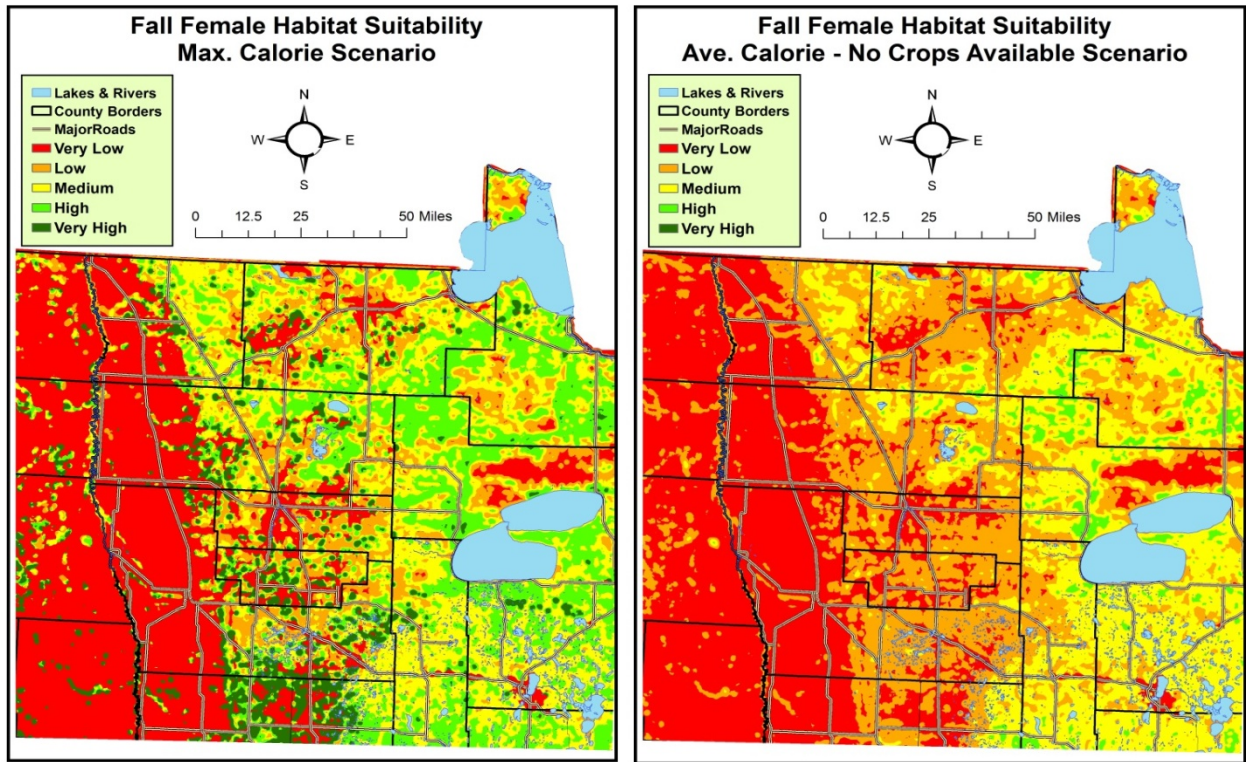 Fall Female Habitat Suitability
Max. Calorie Scenario
Lakes & Rivers
County Borders
MajorRoads
Very Low
Low
Medium
High
Very High
N
W
E
S
0
12.5
25
50 Miles
Fall Female Habitat Suitability
Ave. Calorie - No Crops Available Scenario
Lakes & Rivers
County Borders
MajorRoads
Very Low
Low
Medium
High
Very High
N
W
E
S
0
12.5
25
50 Miles